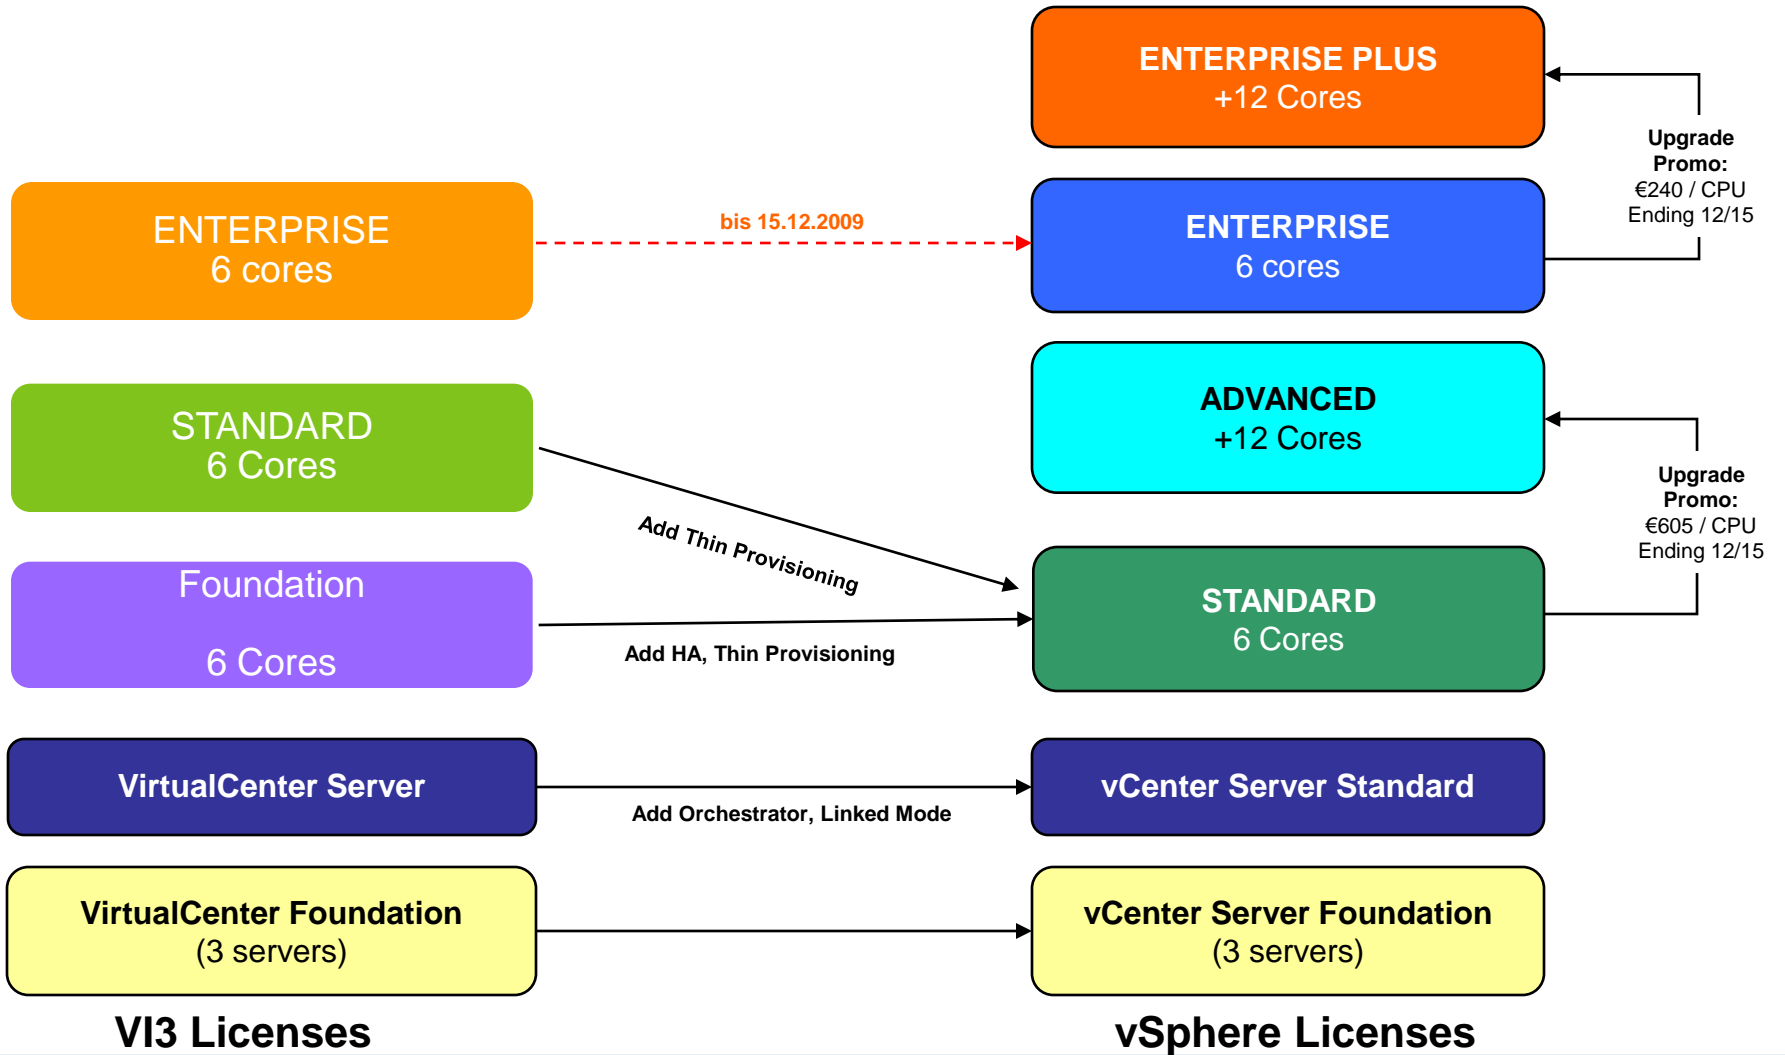 ENTERPRISE PLUS
+12 Cores
Upgrade
Promo:
€240 / CPU
Ending 12/15
ENTERPRISE
6 cores
bis 15.12.2009
ENTERPRISE
6 cores
ADVANCED
+12 Cores
STANDARD
6 Cores
Upgrade
Promo:
€605 / CPU
Ending 12/15
Add Thin Provisioning
Foundation
6 Cores
Add HA, Thin Provisioning
STANDARD
6 Cores
VirtualCenter Server
Add Orchestrator, Linked Mode
vCenter Server Standard
VirtualCenter Foundation
(3 servers)
vCenter Server Foundation
(3 servers)
VI3 Licenses
vSphere Licenses